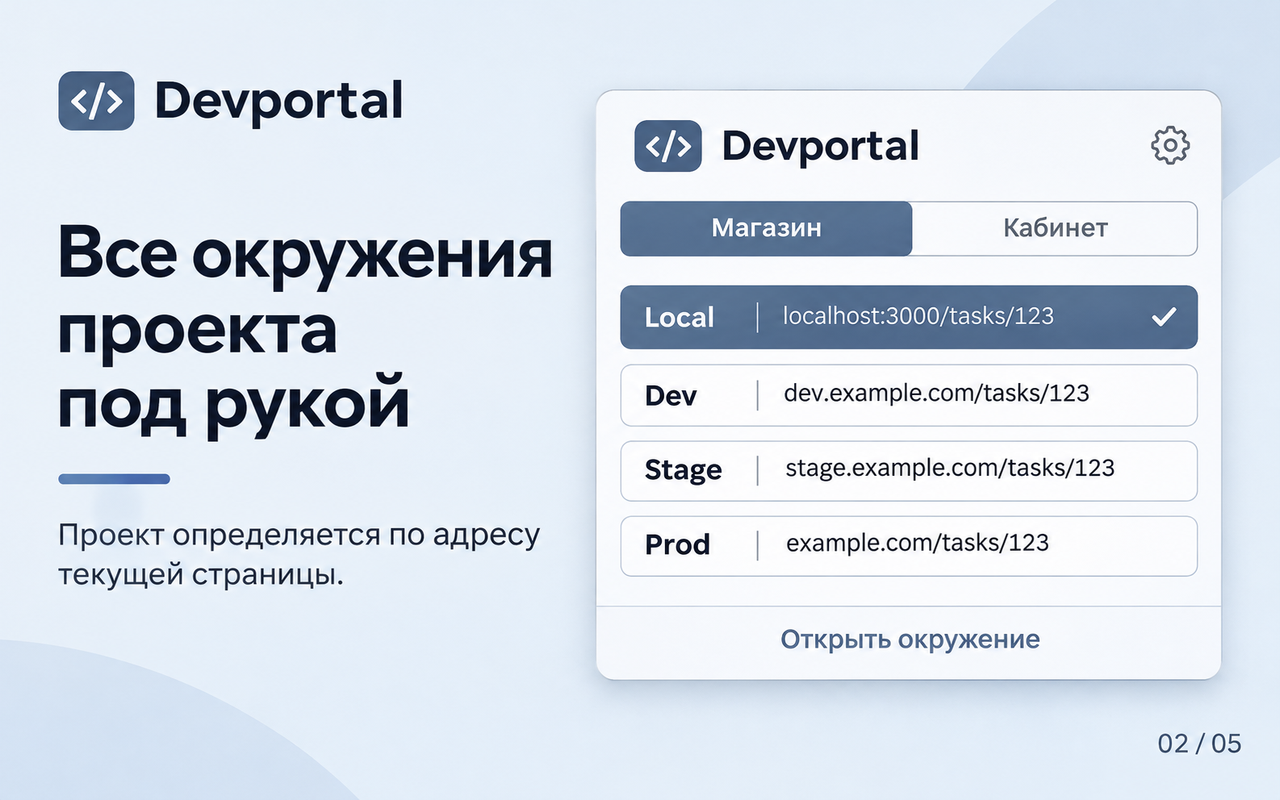 </> Devportal
Все окружения
проекта
под рукой
Проект определяется по адресу
текущей страницы.
</> Devportal
Магазин
Кабинет
Local | localhost:3000/tasks/123
Dev | dev.example.com/tasks/123
Stage | stage.example.com/tasks/123
Prod | example.com/tasks/123
Открыть окружение
02 / 05